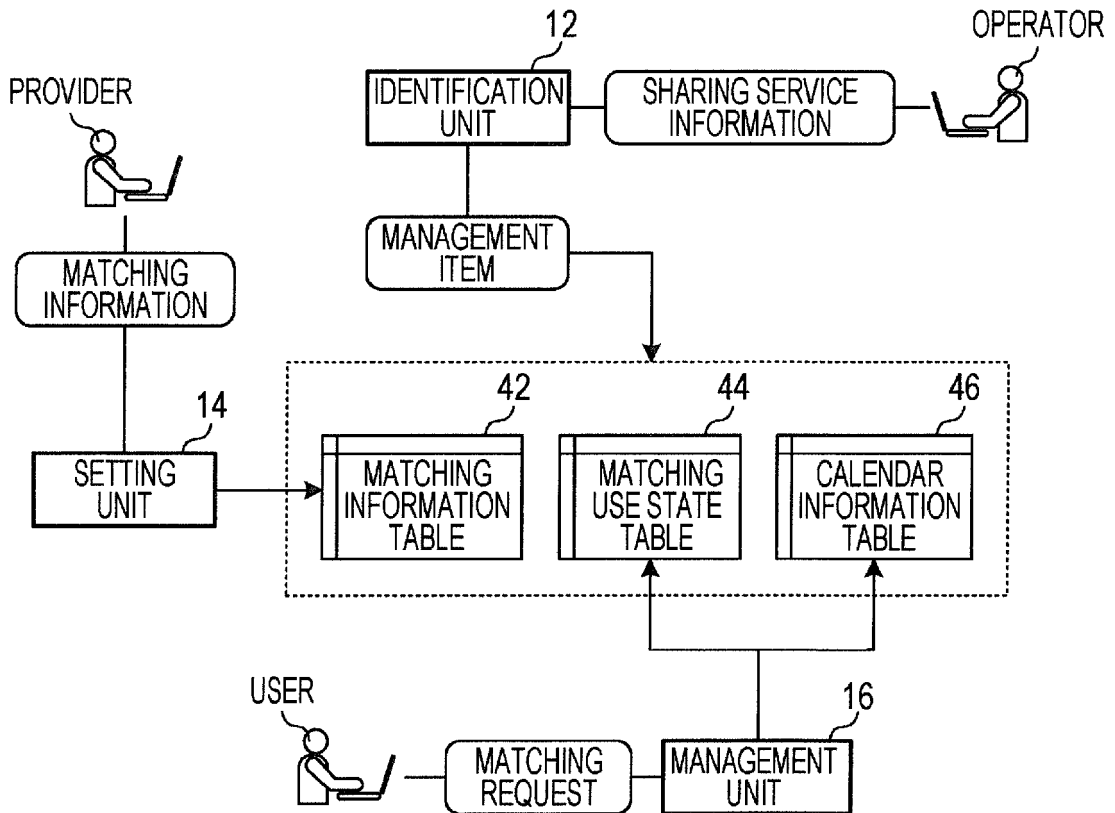 12
OPERATOR
PROVIDER
IDENTIFICATION
UNIT
SHARING SERVICE
INFORMATION
MANAGEMENT
ITEM
MATCHING
INFORMATION
14
SETTING
UNIT
42
MATCHING
INFORMATION
TABLE
44
MATCHING
USE STATE
TABLE
46
CALENDAR
INFORMATION
TABLE
USER
MATCHING
REQUEST
16
MANAGEMENT
UNIT